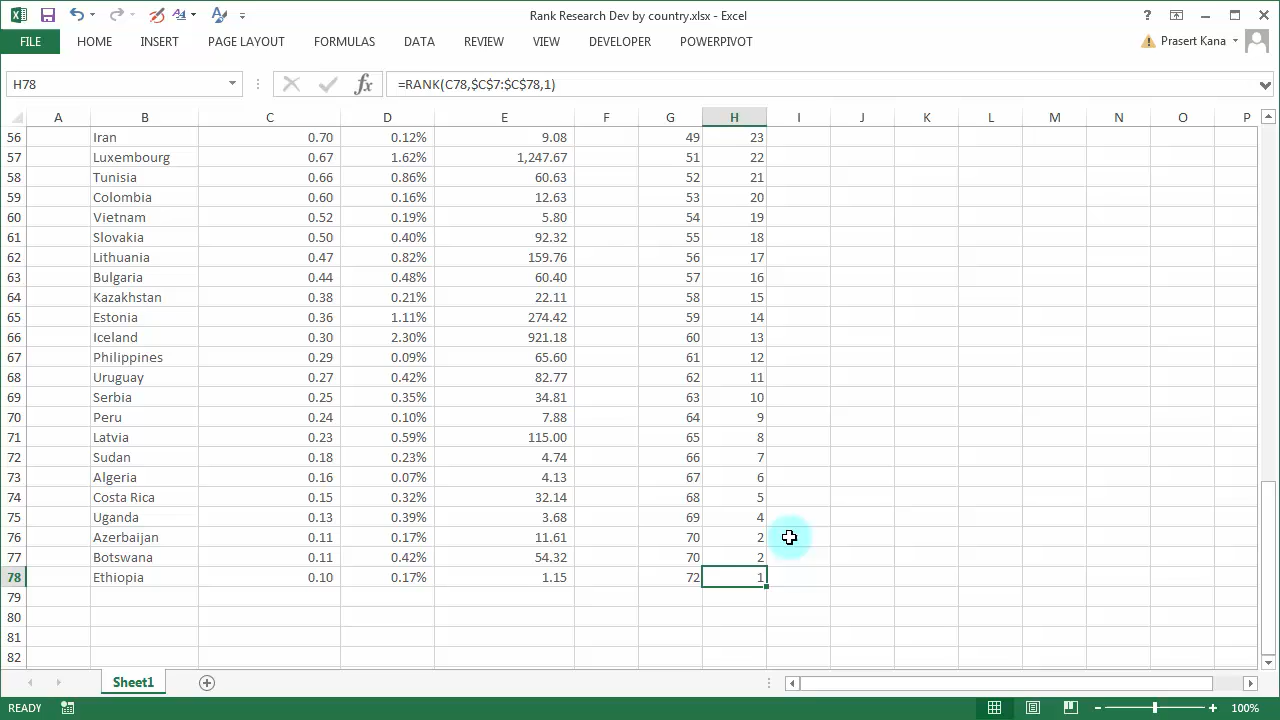 Rank Research Dev by country.xlsx - Excel
FILE HOME INSERT PAGE LAYOUT FORMULAS DATA REVIEW VIEW DEVELOPER POWERPIVOT Prasert Kana
H78 fx =RANK(C78,$C$7:$C$78,1)
A B C D E F G H I J K L M N O P
56 Iran 0.70 0.12% 9.08 49 23
57 Luxembourg 0.67 1.62% 1,247.67 51 22
58 Tunisia 0.66 0.86% 60.63 52 21
59 Colombia 0.60 0.16% 12.63 53 20
60 Vietnam 0.52 0.19% 5.80 54 19
61 Slovakia 0.50 0.40% 92.32 55 18
62 Lithuania 0.47 0.82% 159.76 56 17
63 Bulgaria 0.44 0.48% 60.40 57 16
64 Kazakhstan 0.38 0.21% 22.11 58 15
65 Estonia 0.36 1.11% 274.42 59 14
66 Iceland 0.30 2.30% 921.18 60 13
67 Philippines 0.29 0.09% 65.60 61 12
68 Uruguay 0.27 0.42% 82.77 62 11
69 Serbia 0.25 0.35% 34.81 63 10
70 Peru 0.24 0.10% 7.88 64 9
71 Latvia 0.23 0.59% 115.00 65 8
72 Sudan 0.18 0.23% 4.74 66 7
73 Algeria 0.16 0.07% 4.13 67 6
74 Costa Rica 0.15 0.32% 32.14 68 5
75 Uganda 0.13 0.39% 3.68 69 4
76 Azerbaijan 0.11 0.17% 11.61 70 2
77 Botswana 0.11 0.42% 54.32 70 2
78 Ethiopia 0.10 0.17% 1.15 72 1
79
80
81
82
Sheet1
READY 100%